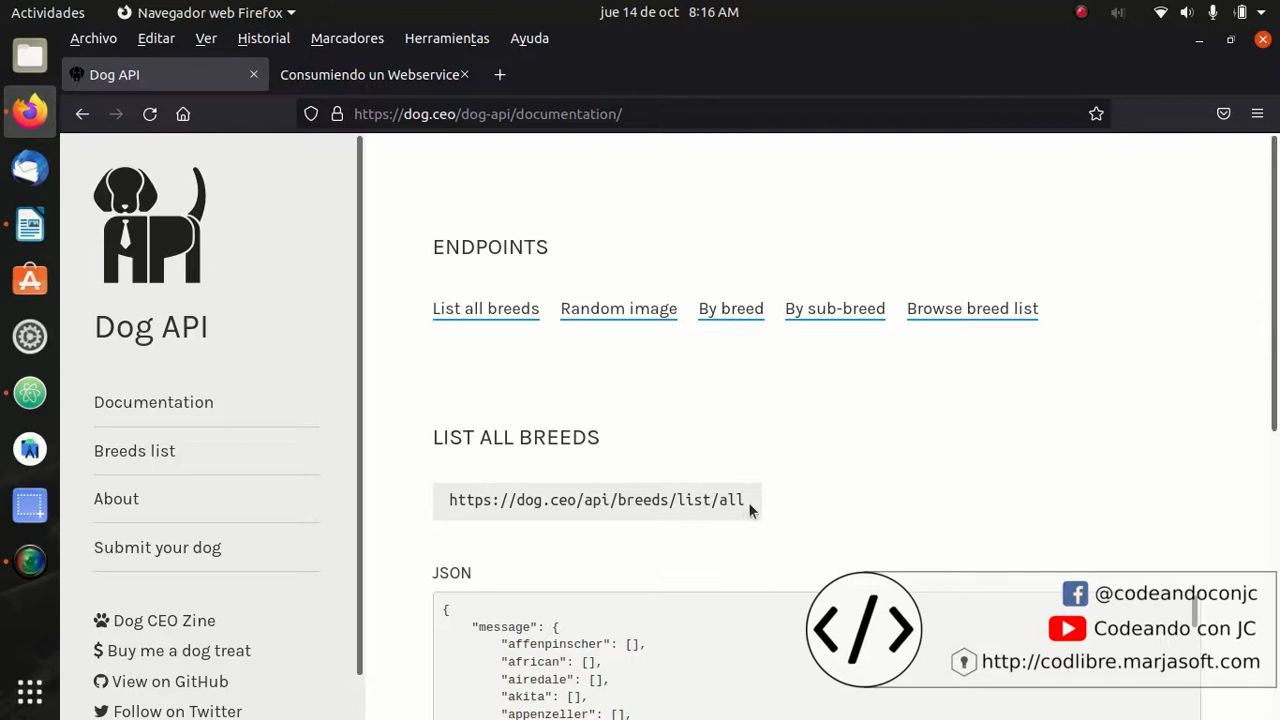 Actividades
Navegador web Firefox
jue 14 de oct 8:16 AM
Archivo Editar Ver Historial Marcadores Herramientas Ayuda
Dog API
Consumiendo un Webservice
https://dog.ceo/dog-api/documentation/
Dog API
Documentation
Breeds list
About
Submit your dog
Dog CEO Zine
Buy me a dog treat
View on GitHub
Follow on Twitter
ENDPOINTS
List all breeds Random image By breed By sub-breed Browse breed list
LIST ALL BREEDS
https://dog.ceo/api/breeds/list/all
JSON
{
"message": {
"affenpinscher": [],
"african": [],
"airedale": [],
"akita": [],
"appenzeller": [],
</>
@codeandoconjc
Codeando con JC
http://codlibre.marjasoft.com